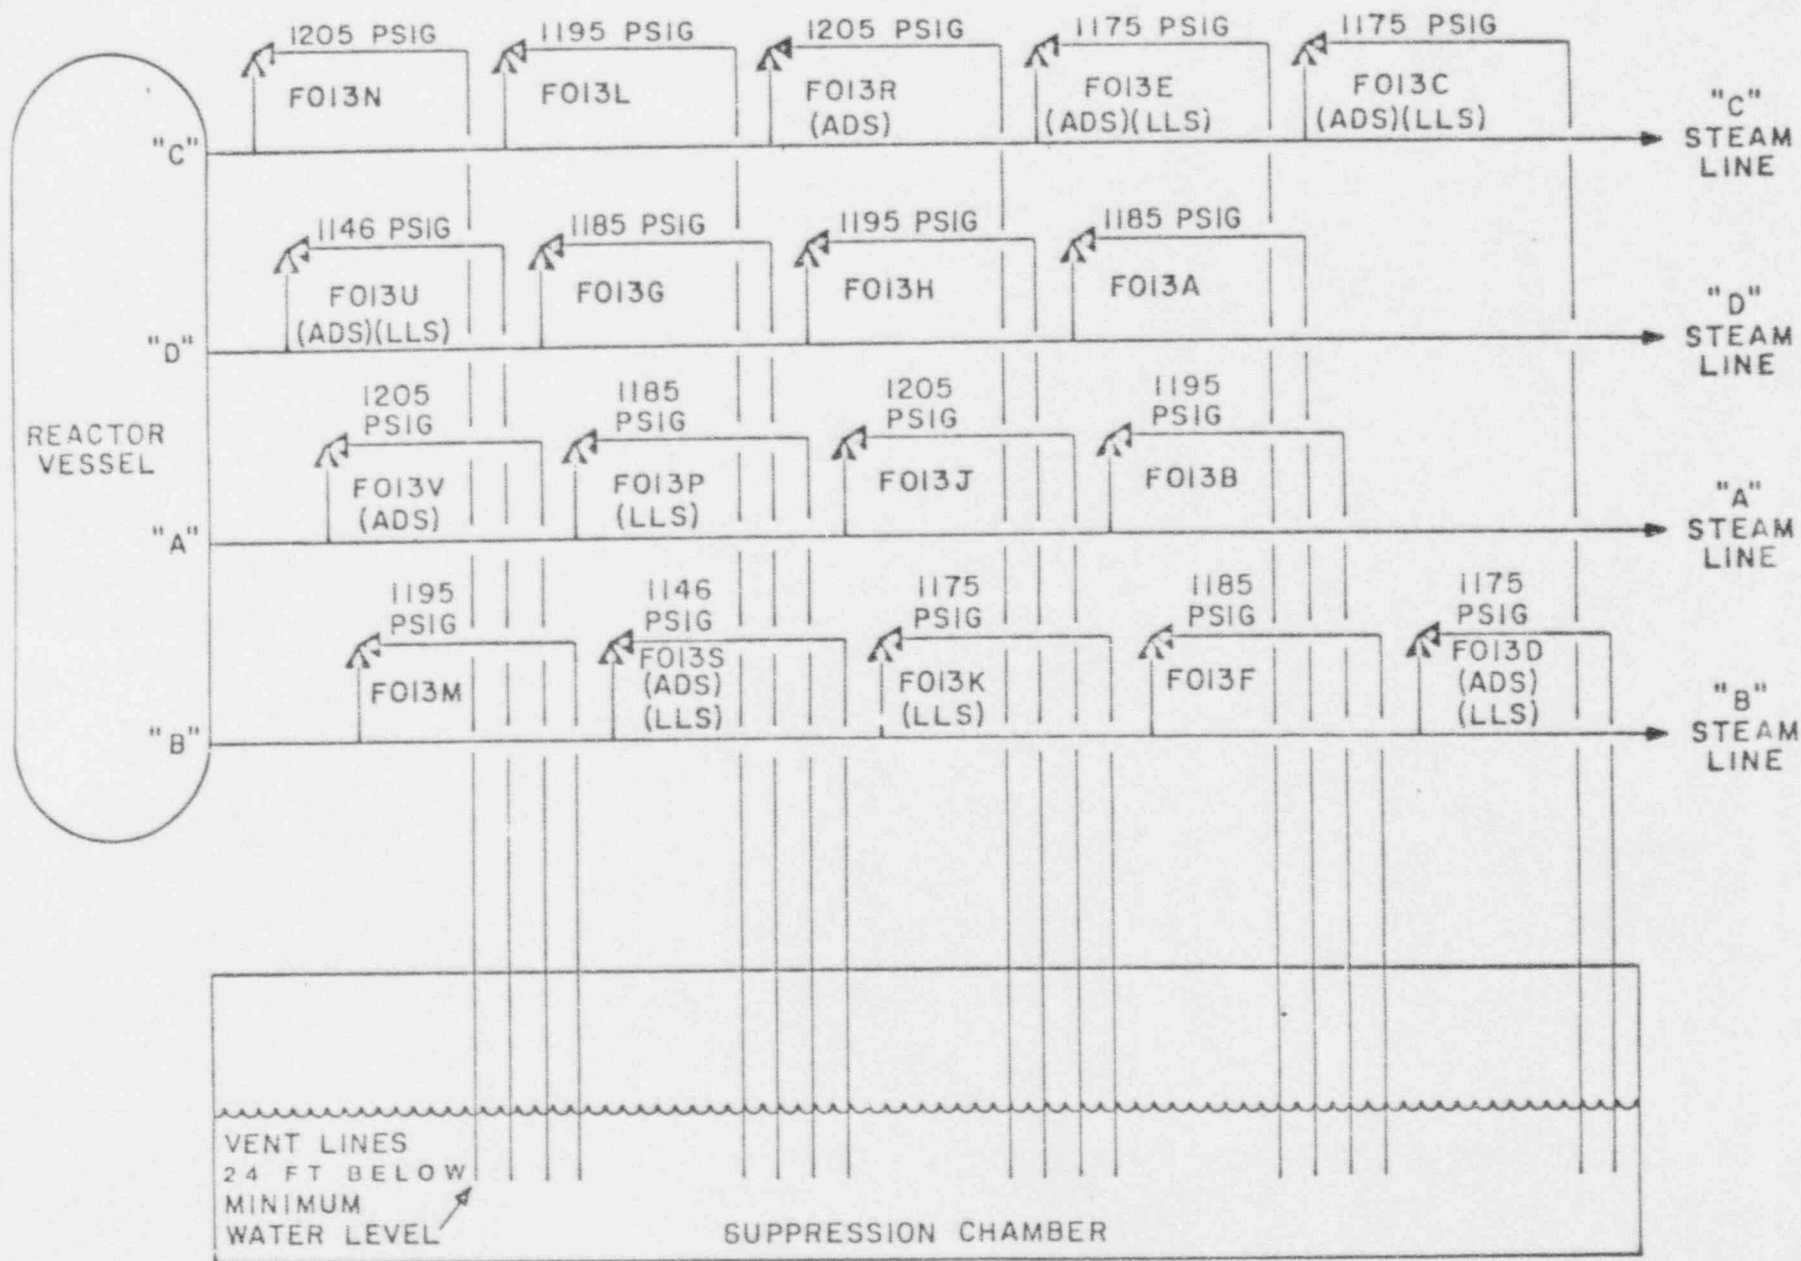 1205 PSIG
F013N
1195 PSIG
F013L
1205 PSIG
F013R
(ADS)
1175 PSIG
F013E
(ADS)(LLS)
1175 PSIG
F013C
(ADS)(LLS)
"C"
"C"
STEAM
LINE
1146 PSIG
F013U
(ADS)(LLS)
1185 PSIG
F013G
1195 PSIG
F013H
1185 PSIG
F013A
"D"
"D"
STEAM
LINE
REACTOR
VESSEL
1205
PSIG
F013V
(ADS)
1185
PSIG
F013P
(LLS)
1205
PSIG
F013J
1195
PSIG
F013B
"A"
"A"
STEAM
LINE
1195
PSIG
F013M
1146
PSIG
F013S
(ADS)
(LLS)
1175
PSIG
F013K
(LLS)
1185
PSIG
F013F
1175
PSIG
F013D
(ADS)
(LLS)
"B"
"B"
STEAM
LINE
VENT LINES
24 FT BELOW
MINIMUM
WATER LEVEL
SUPPRESSION CHAMBER